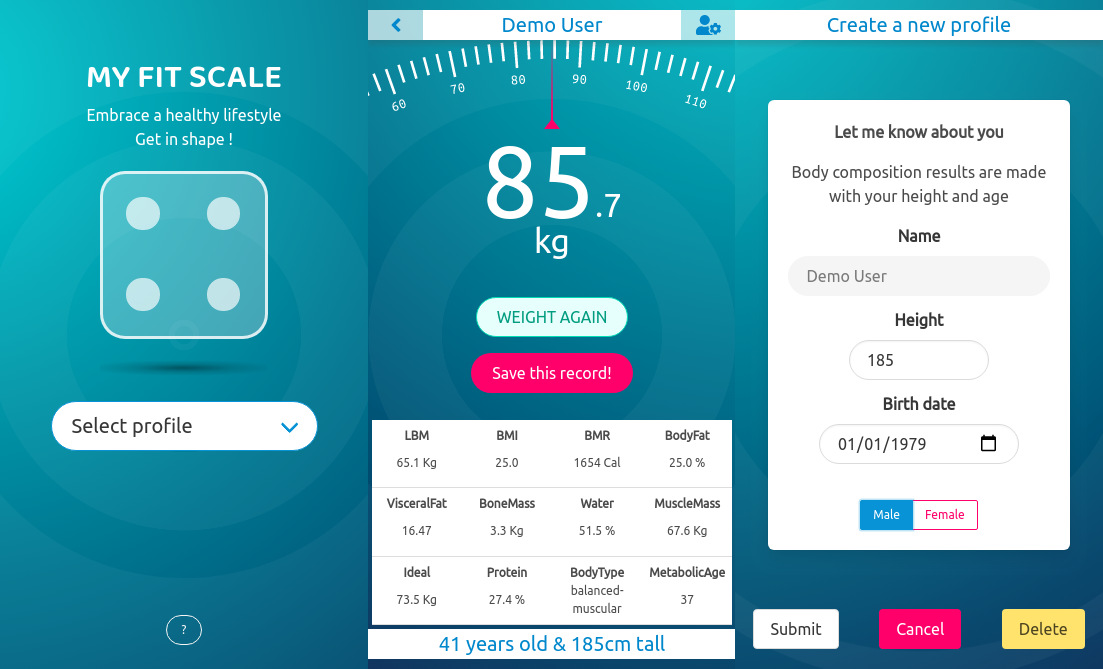 MY FIT SCALE
Embrace a healthy lifestyle
Get in shape !
Select profile
?
Demo User
60 70 80 90 100 110
85.7
kg
WEIGHT AGAIN
Save this record!
LBM BMI BMR BodyFat
65.1 Kg 25.0 1654 Cal 25.0 %
VisceralFat BoneMass Water MuscleMass
16.47 3.3 Kg 51.5 % 67.6 Kg
Ideal Protein BodyType MetabolicAge
73.5 Kg 27.4 % balanced-muscular 37
41 years old & 185cm tall
Create a new profile
Let me know about you
Body composition results are made
with your height and age
Name
Demo User
Height
185
Birth date
01/01/1979
Male Female
Submit Cancel Delete